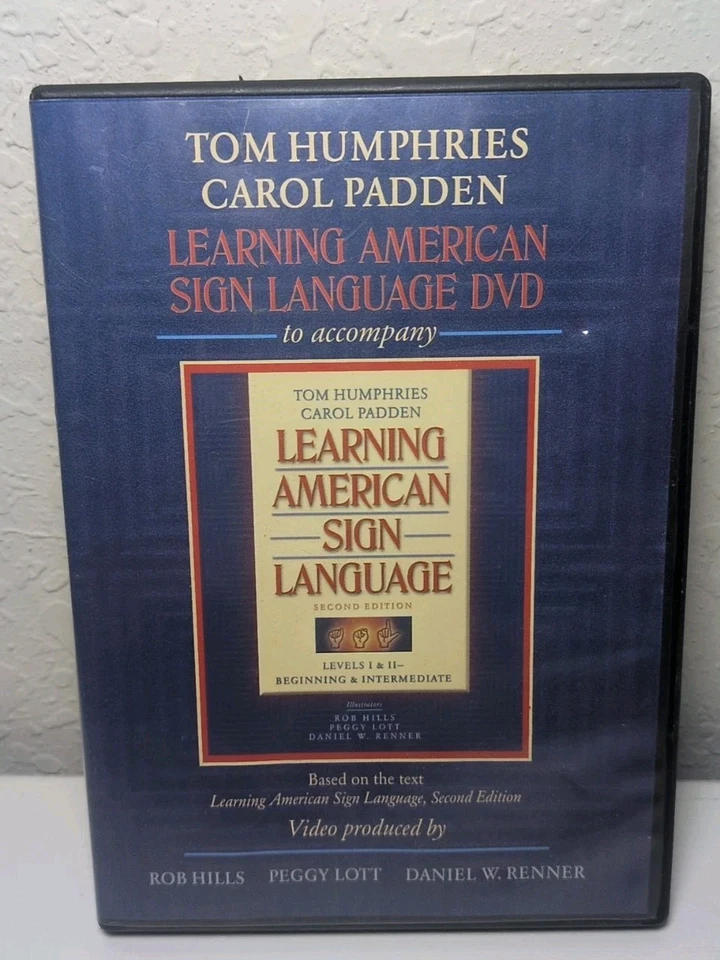 TOM HUMPHRIES
CAROL PADDEN
LEARNING AMERICAN
SIGN LANGUAGE DVD
to accompany
TOM HUMPHRIES
CAROL PADDEN
LEARNING
AMERICAN
SIGN
LANGUAGE
SECOND EDITION
LEVELS I & II–
BEGINNING & INTERMEDIATE
Illustrators
ROB HILLS
PEGGY LOTT
DANIEL W. RENNER
Based on the text
Learning American Sign Language, Second Edition
Video produced by
ROB HILLS PEGGY LOTT DANIEL W. RENNER